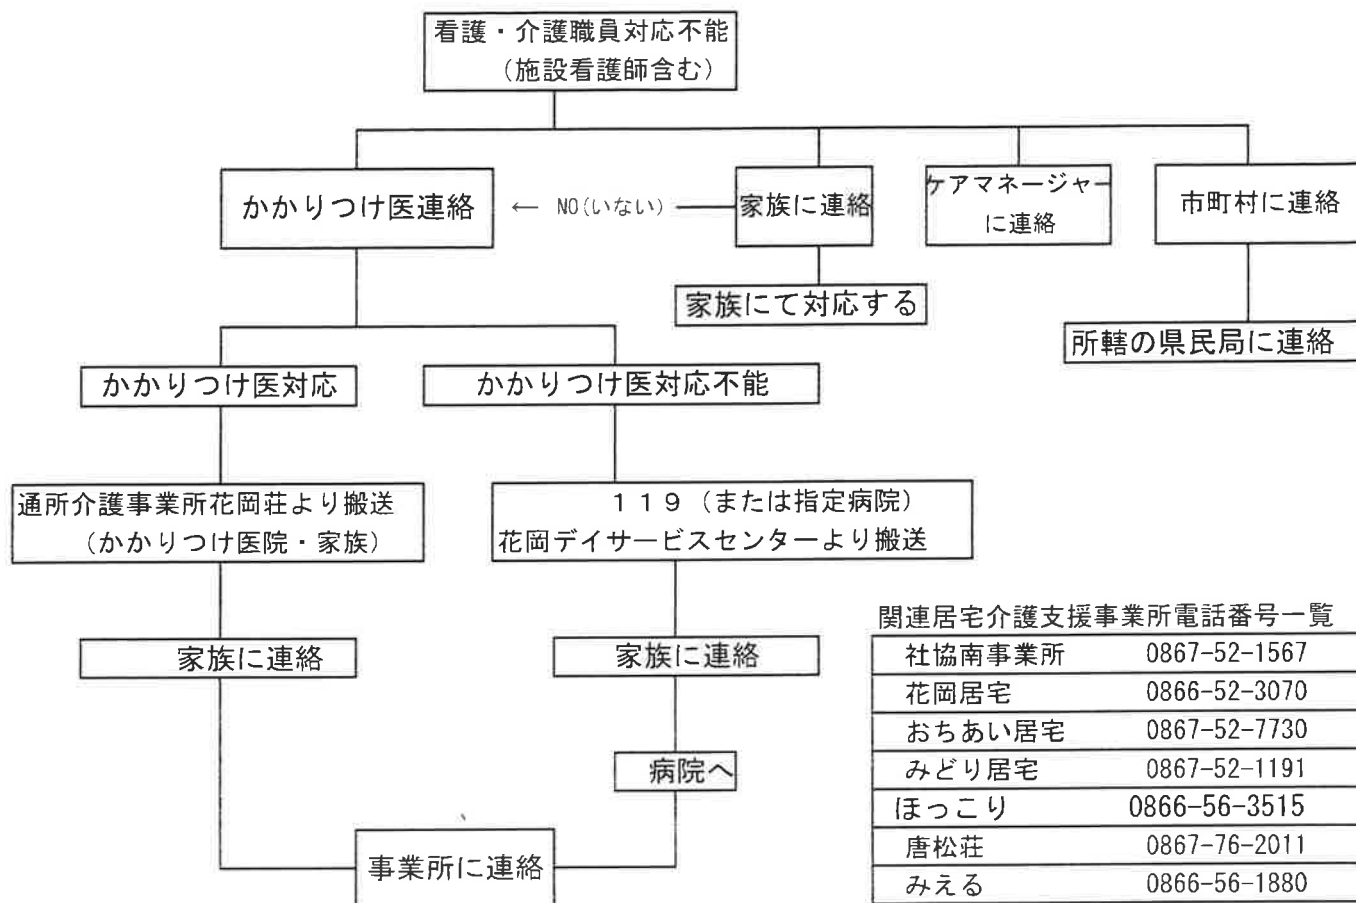 看護・介護職員対応不能
(施設看護師含む)
かかりつけ医連絡
← NO(いない)
家族に連絡
ケアマネージャー
に連絡
市町村に連絡
家族にて対応する
所轄の県民局に連絡
かかりつけ医対応
かかりつけ医対応不能
通所介護事業所花岡荘より搬送
(かかりつけ医院・家族)
119(または指定病院)
花岡デイサービスセンターより搬送
家族に連絡
家族に連絡
病院へ
事業所に連絡
関連居宅介護支援事業所電話番号一覧
社協南事業所 0867-52-1567
花岡居宅 0866-52-3070
おちあい居宅 0867-52-7730
みどり居宅 0867-52-1191
ほっこり 0866-56-3515
唐松荘 0867-76-2011
みえる 0866-56-1880